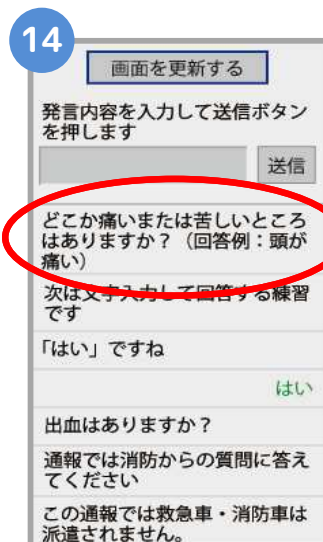 14
画面を更新する
発言内容を入力して送信ボタン
を押します
送信
どこか痛いまたは苦しいところ
はありますか？（回答例：頭が
痛い）
次は文字入力して回答する練習
です
「はい」ですね
はい
出血はありますか？
通報では消防からの質問に答え
てください
この通報では救急車・消防車は
派遣されません。